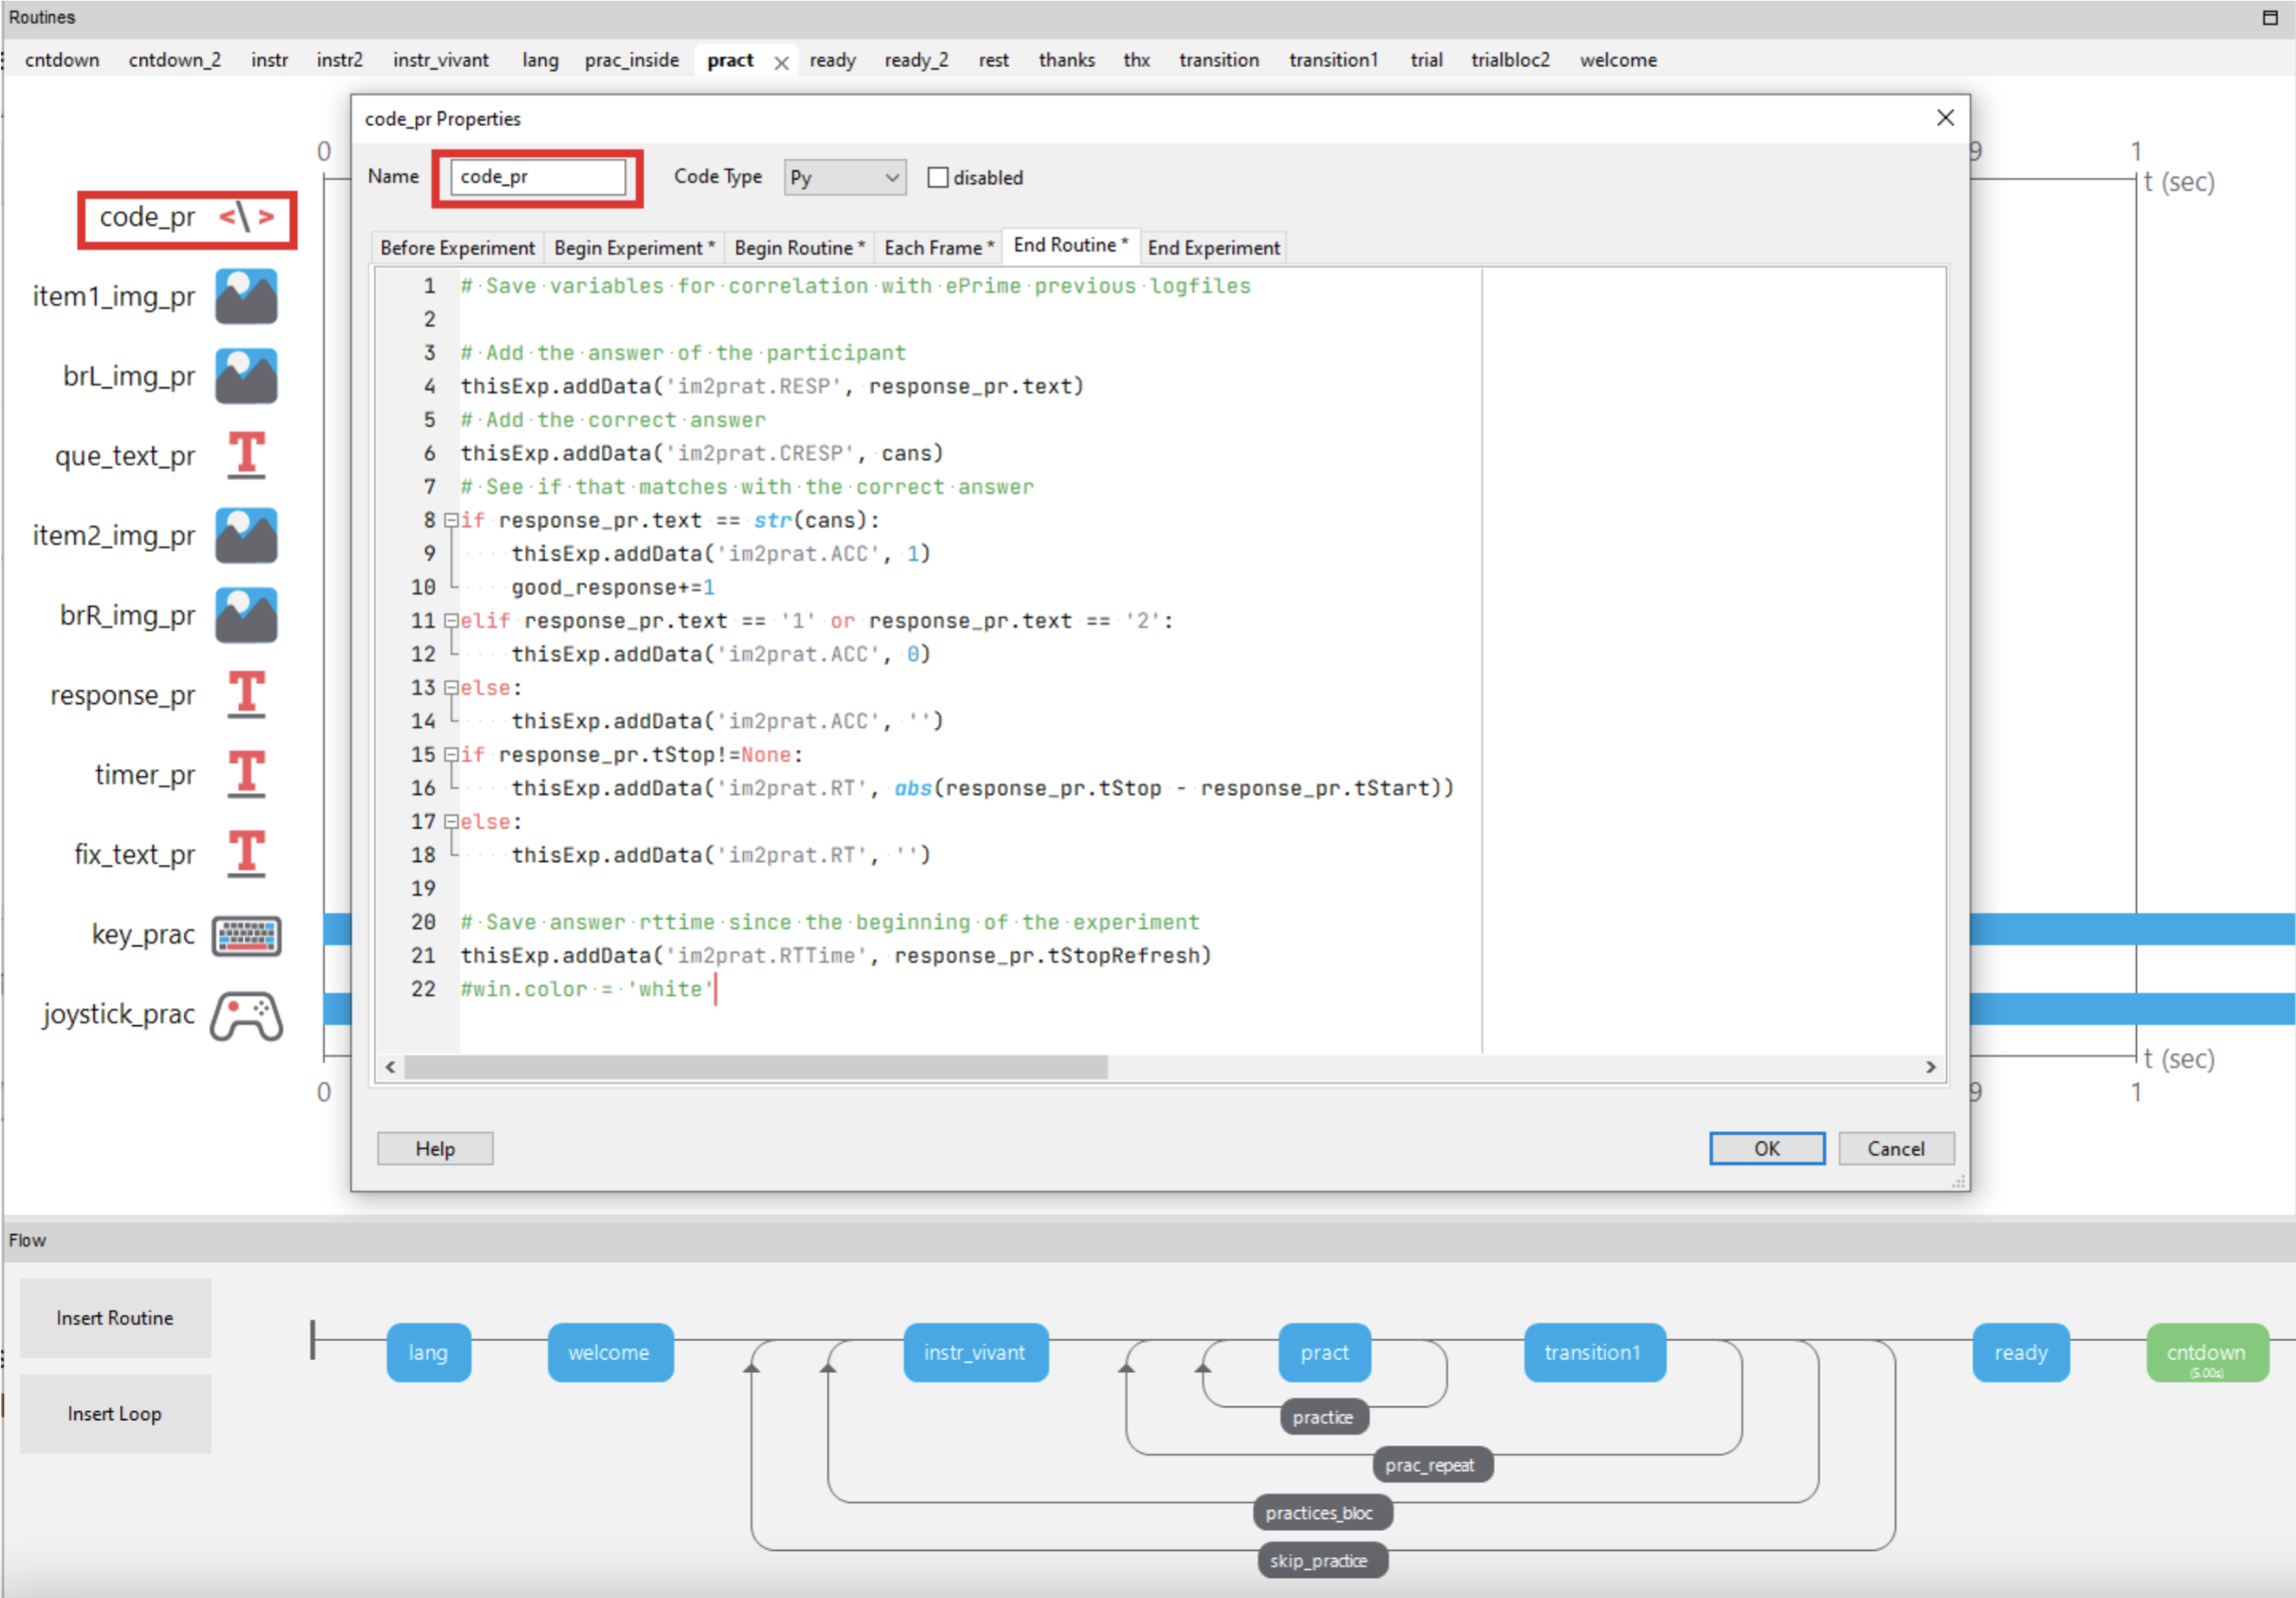 Routines
cntdown cntdown_2 instr instr2 instr_vivant lang prac_inside pract ready ready_2 rest thanks thx transition transition1 trial trialbloc2 welcome
code_pr Properties
0 9 1
Name code_pr Code Type Py disabled
t (sec)
code_pr
Before Experiment Begin Experiment * Begin Routine * Each Frame * End Routine * End Experiment
item1_img_pr
brL_img_pr
que_text_pr
item2_img_pr
brR_img_pr
response_pr
timer_pr
fix_text_pr
key_prac
joystick_prac
1 # Save variables for correlation with ePrime previous logfiles
2
3 # Add the answer of the participant
4 thisExp.addData('im2prat.RESP', response_pr.text)
5 # Add the correct answer
6 thisExp.addData('im2prat.CRESP', cans)
7 # See if that matches with the correct answer
8 if response_pr.text == str(cans):
9 thisExp.addData('im2prat.ACC', 1)
10 good_response+=1
11 elif response_pr.text == '1' or response_pr.text == '2':
12 thisExp.addData('im2prat.ACC', 0)
13 else:
14 thisExp.addData('im2prat.ACC', '')
15 if response_pr.tStop!=None:
16 thisExp.addData('im2prat.RT', abs(response_pr.tStop - response_pr.tStart))
17 else:
18 thisExp.addData('im2prat.RT', '')
19
20 # Save answer rttime since the beginning of the experiment
21 thisExp.addData('im2prat.RTTime', response_pr.tStopRefresh)
22 #win.color = 'white'
t (sec)
0 9 1
Help OK Cancel
Flow
Insert Routine
Insert Loop
lang welcome instr_vivant pract transition1 ready cntdown
(5.00s)
practice
prac_repeat
practices_bloc
skip_practice